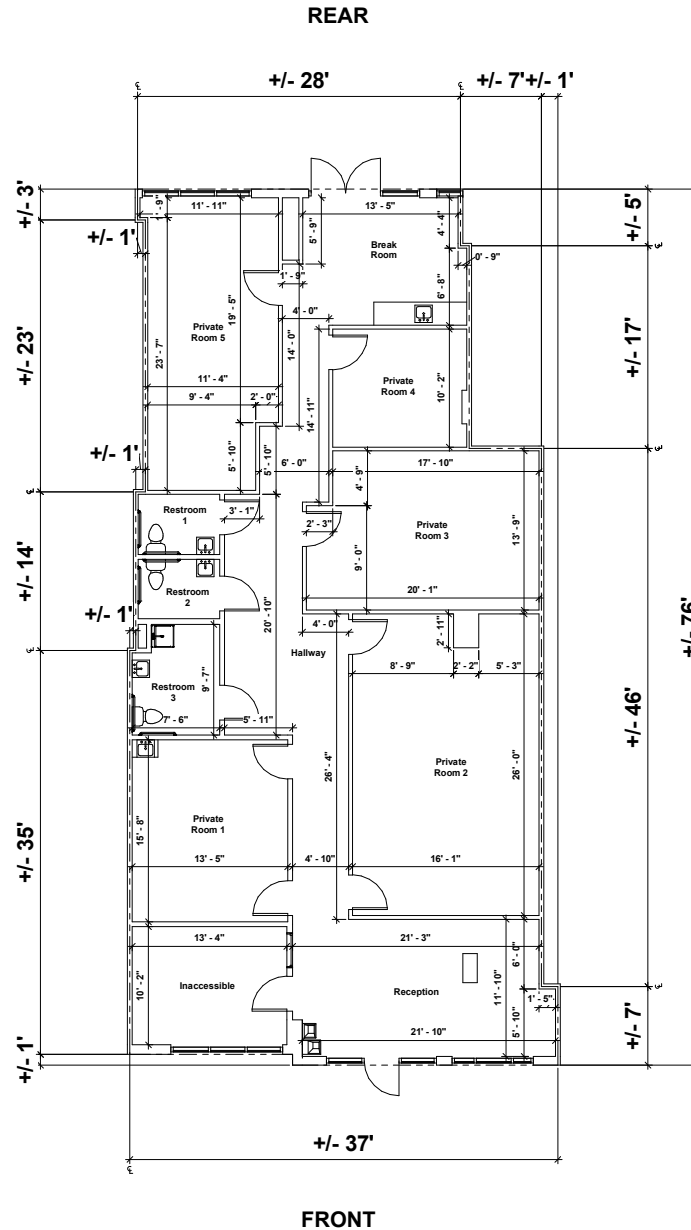 REAR
+/- 28'
+/- 7'
+/- 1'
+/- 3'
+/- 5'
11' - 11"
13' - 5"
1' - 9"
5' - 9"
4' - 4"
+/- 1'
Break
Room
0' - 9"
1' - 9"
6' - 8"
19' - 5"
4' - 0"
Private
Room 5
+/- 23'
+/- 17'
23' - 7"
14' - 0"
Private
Room 4
10' - 2"
11' - 4"
9' - 4"
2' - 0"
14' - 11"
+/- 1'
5' - 10"
5' - 10"
6' - 0"
17' - 10"
4' - 9"
Restroom
1
3' - 1"
2' - 3"
Private
Room 3
13' - 9"
+/- 14'
9' - 0"
Restroom
2
20' - 1"
+/- 1'
20' - 10"
4' - 0"
2' - 11"
Hallway
+/- 76'
8' - 9"
2' - 2"
5' - 3"
Restroom
3
9' - 7"
7' - 6"
5' - 11"
+/- 46'
Private
Room 2
26' - 4"
26' - 0"
Private
Room 1
15' - 8"
+/- 35'
13' - 5"
4' - 10"
16' - 1"
13' - 4"
21' - 3"
6' - 0"
10' - 2"
Inaccessible
Reception
11' - 10"
1' - 5"
5' - 10"
+/- 7'
21' - 10"
+/- 1'
+/- 37'
FRONT